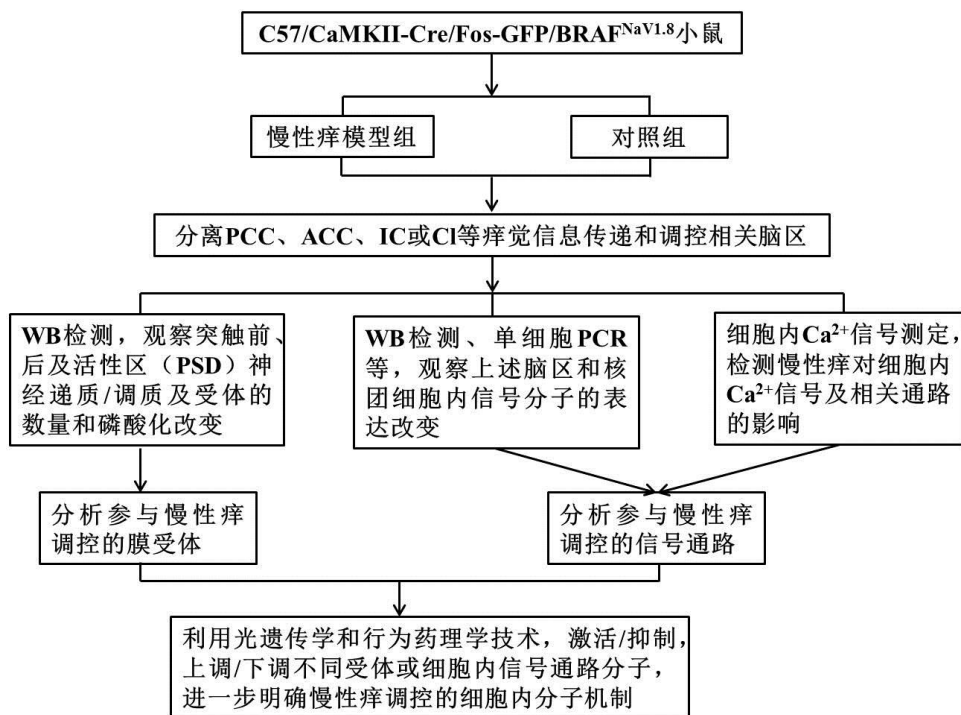 C57/CaMKII-Cre/Fos-GFP/BRAF^NaV1.8小鼠
慢性痒模型组
对照组
分离PCC、ACC、IC或Cl等痒觉信息传递和调控相关脑区
WB检测，观察突触前、
后及活性区（PSD）神
经递质/调质及受体的
数量和磷酸化改变
WB检测、单细胞PCR
等，观察上述脑区和核
团细胞内信号分子的表
达改变
细胞内Ca²⁺信号测定，
检测慢性痒对细胞内
Ca²⁺信号及相关通路
的影响
分析参与慢性痒
调控的膜受体
分析参与慢性痒
调控的信号通路
利用光遗传学和行为药理学技术，激活/抑制，
上调/下调不同受体或细胞内信号通路分子，
进一步明确慢性痒调控的细胞内分子机制